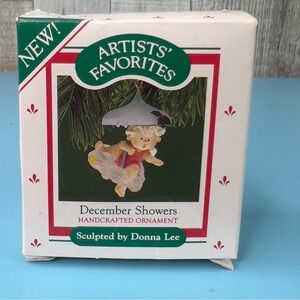 NEW!
ARTISTS'
FAVORITES
December Showers
HANDCRAFTED ORNAMENT
Sculpted by Donna Lee